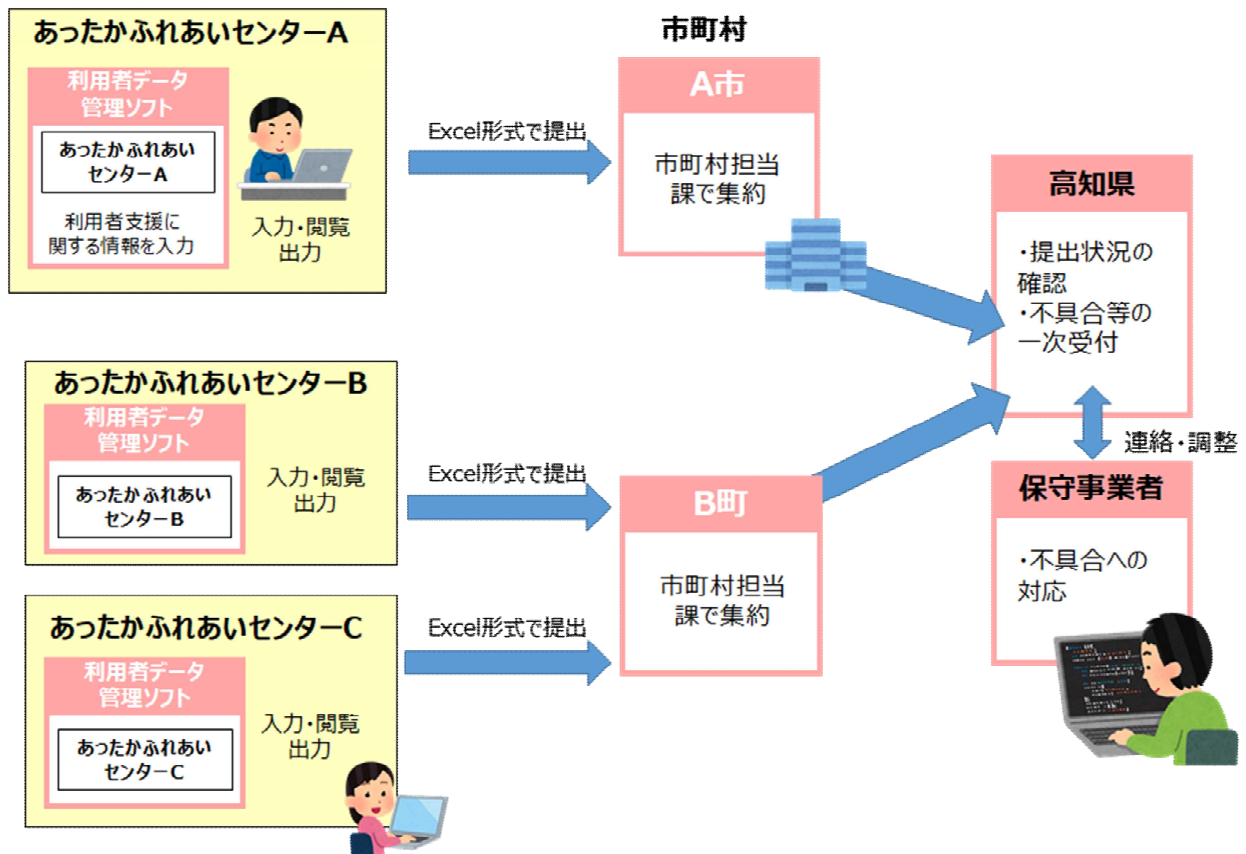 あったかふれあいセンターA
利用者データ
管理ソフト
あったかふれあい
センターA
利用者支援に
関する情報を入力
入力・閲覧
出力
Excel形式で提出
市町村
A市
市町村担当
課で集約
あったかふれあいセンターB
利用者データ
管理ソフト
あったかふれあい
センターB
入力・閲覧
出力
Excel形式で提出
あったかふれあいセンターC
利用者データ
管理ソフト
あったかふれあい
センターC
入力・閲覧
出力
Excel形式で提出
B町
市町村担当
課で集約
高知県
・提出状況の
確認
・不具合等の
一次受付
連絡・調整
保守事業者
・不具合への
対応